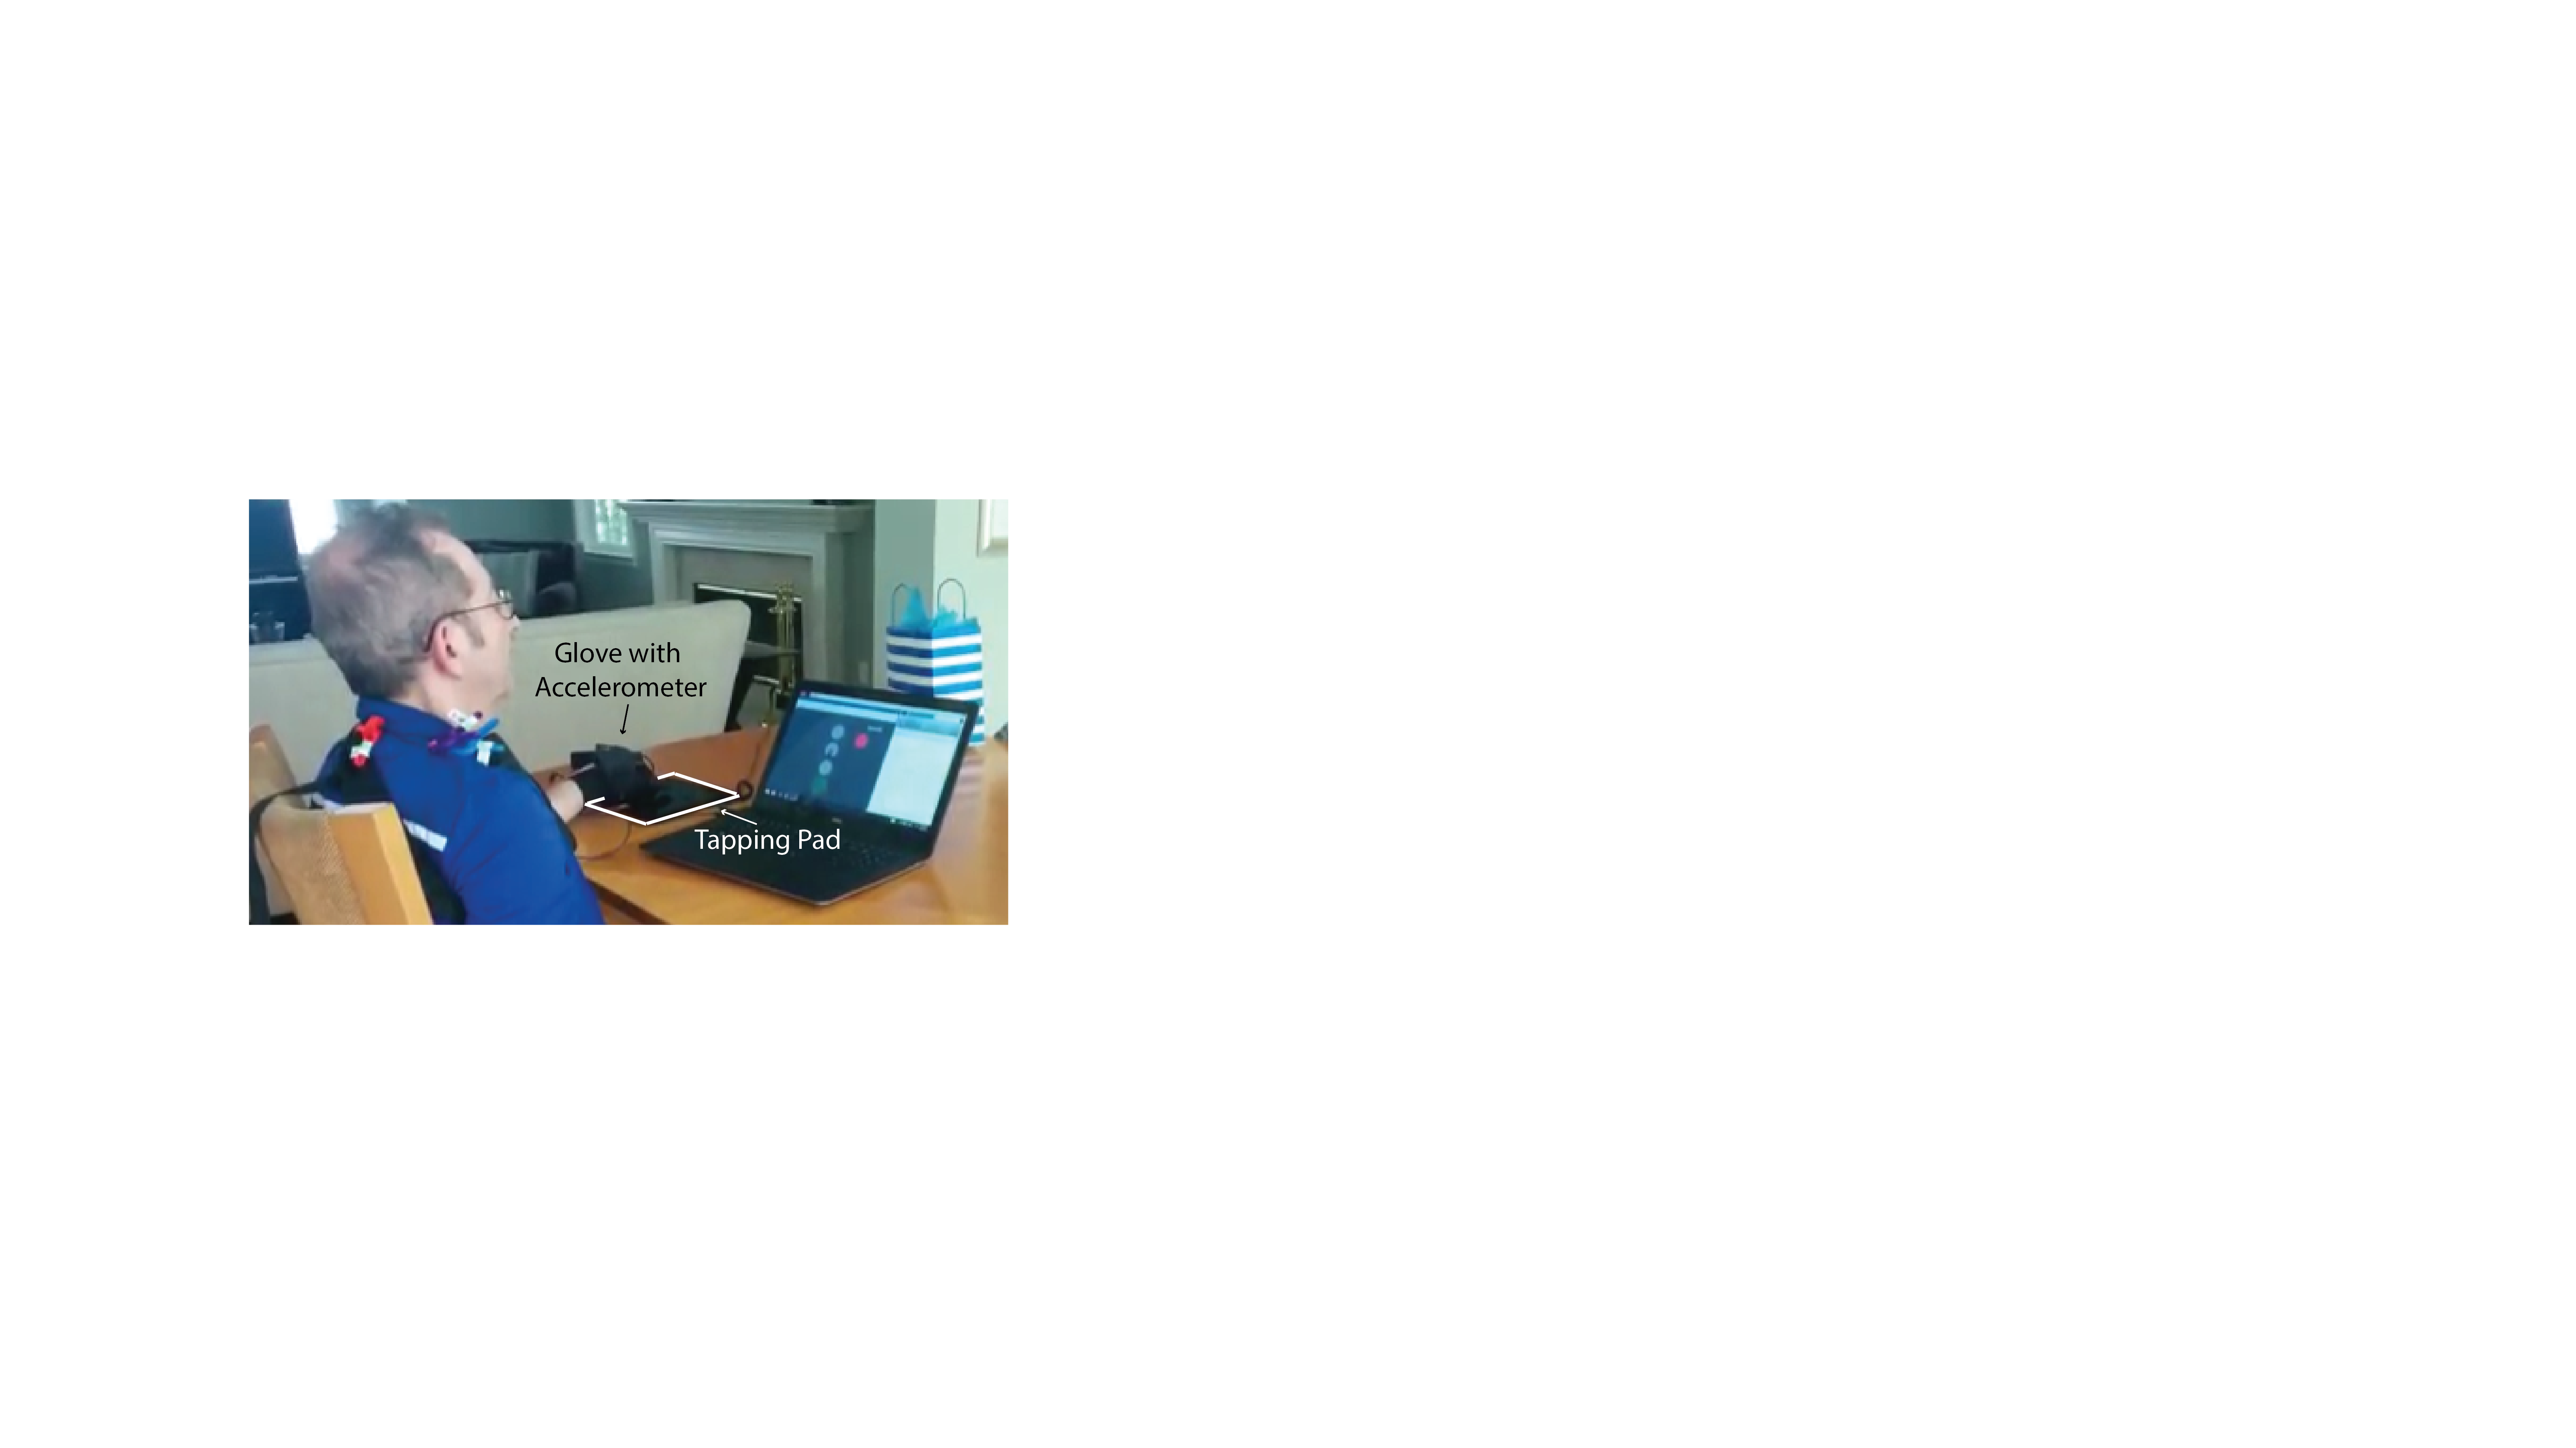 Glove with
Accelerometer
Tapping Pad